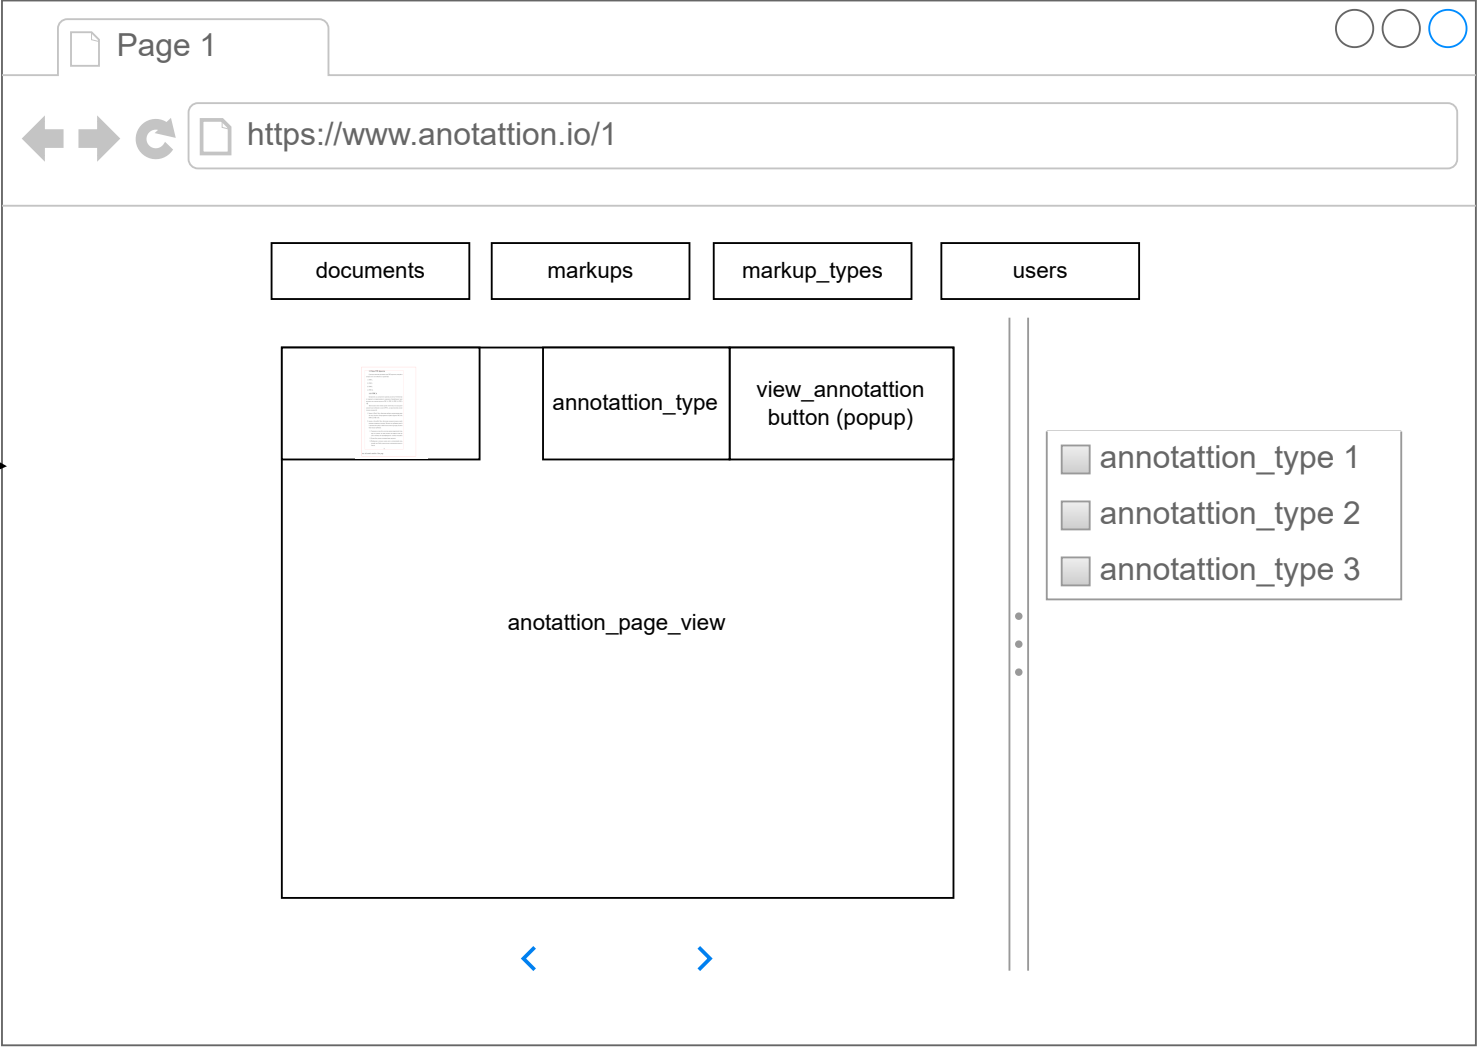 Page 1
https://www.anotattion.io/1
documents
markups
markup_types
users
annotattion_type
view_annotattion
button (popup)
annotattion_type 1
annotattion_type 2
annotattion_type 3
anotattion_page_view